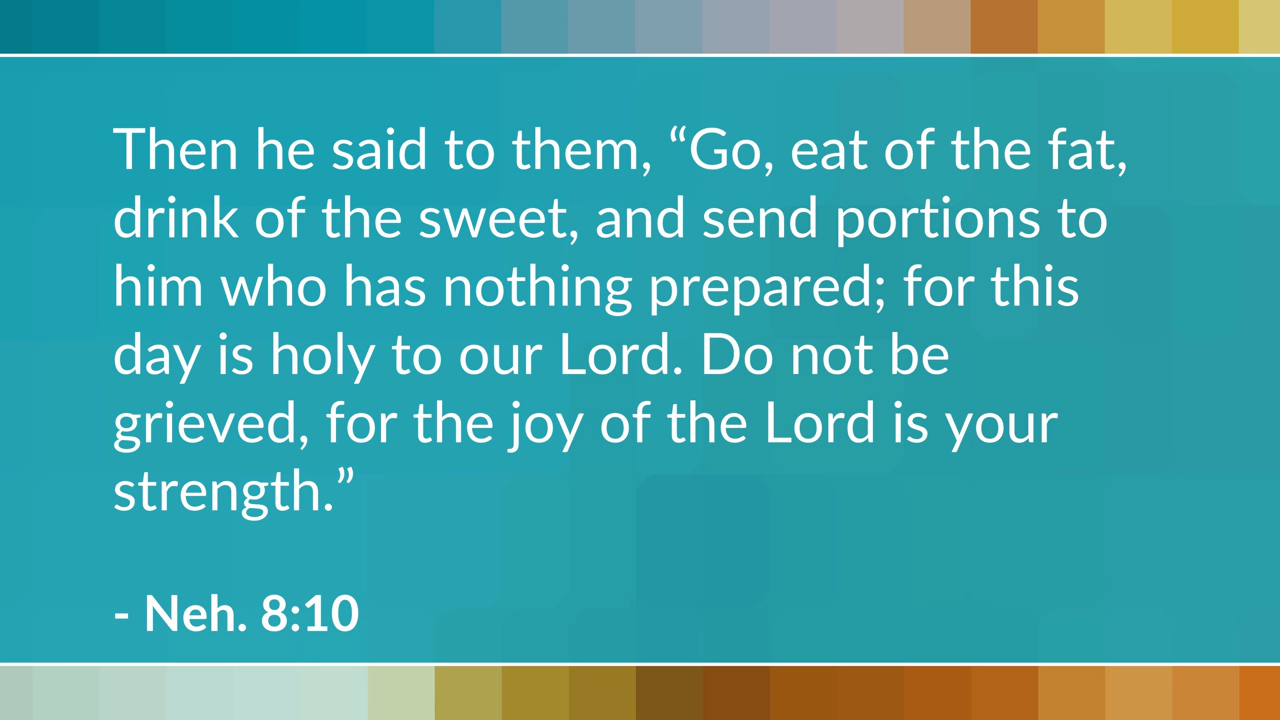 Then he said to them, “Go, eat of the fat,
drink of the sweet, and send portions to
him who has nothing prepared; for this
day is holy to our Lord. Do not be
grieved, for the joy of the Lord is your
strength.”
- Neh. 8:10